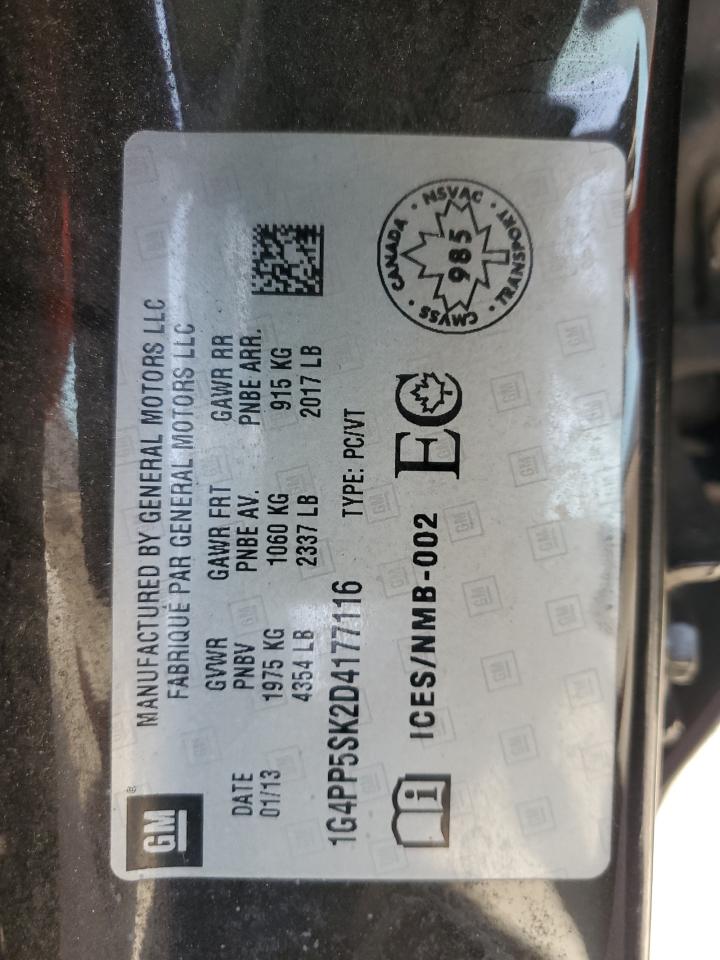 GM
®
MANUFACTURED BY GENERAL MOTORS LLC
FABRIQUÉ PAR GENERAL MOTORS LLC
DATE GVWR GAWR FRT GAWR RR
01/13 PNBV PNBE AV. PNBE ARR.
1975 KG 1060 KG 915 KG
4354 LB 2337 LB 2017 LB
1G4PP5SK2D4177116 TYPE: PC/VT
i ICES/NMB-002 EC
CANADA · NSVAC · TRANSPORT · CMVSS ·
985